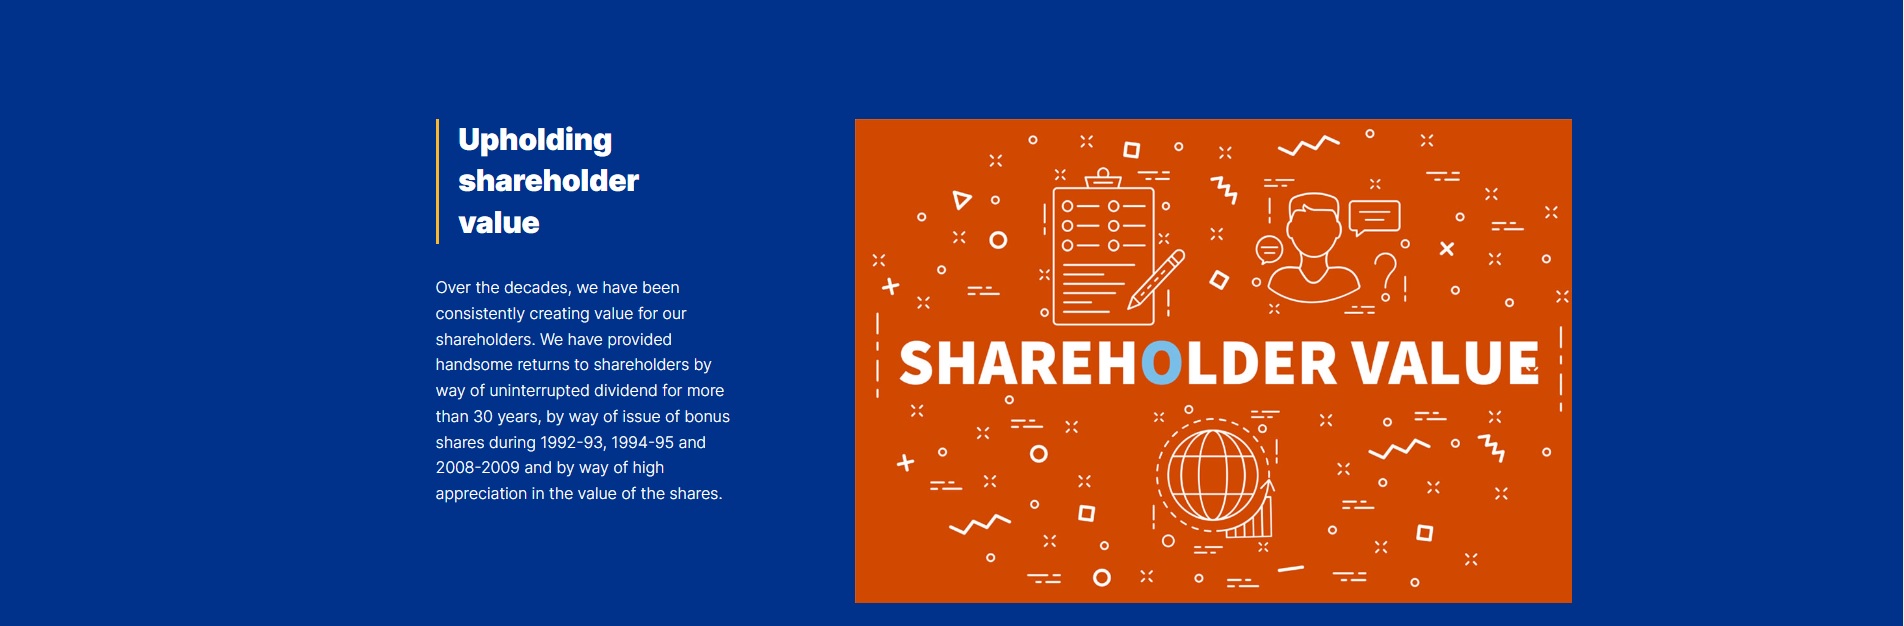 Upholding
shareholder
value
Over the decades, we have been
consistently creating value for our
shareholders. We have provided
handsome returns to shareholders by
way of uninterrupted dividend for more
than 30 years, by way of issue of bonus
shares during 1992-93, 1994-95 and
2008-2009 and by way of high
appreciation in the value of the shares.
SHAREHOLDER VALUE